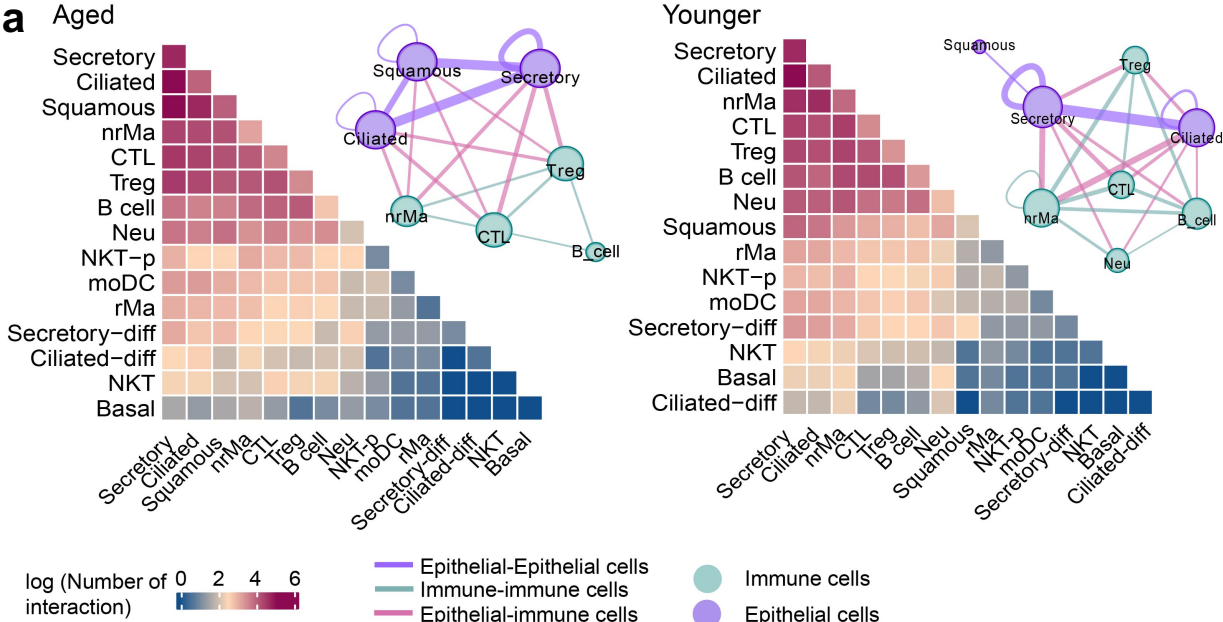 a
Aged
Younger
Secretory
Ciliated
Squamous
nrMa
CTL
Treg
B cell
Neu
NKT−p
moDC
rMa
Secretory−diff
Ciliated−diff
NKT
Basal
Secretory
Ciliated
Squamous
nrMa
CTL
Treg
B cell
Neu
NKT-p
moDC
rMa
Secretory-diff
Ciliated-diff
NKT
Basal
Squamous
Secretory
Ciliated
Treg
nrMa
CTL
B_cell
Secretory
Ciliated
nrMa
CTL
Treg
B cell
Neu
Squamous
rMa
NKT−p
moDC
Secretory−diff
NKT
Basal
Ciliated−diff
Secretory
Ciliated
nrMa
CTL
Treg
B cell
Neu
Squamous
rMa
NKT-p
moDC
Secretory-diff
NKT
Basal
Ciliated-diff
Squamous
Treg
Secretory
Ciliated
CTL
nrMa
B_cell
Neu
log (Number of
interaction)
0 2 4 6
Epithelial-Epithelial cells
Immune-immune cells
Epithelial-immune cells
Immune cells
Epithelial cells